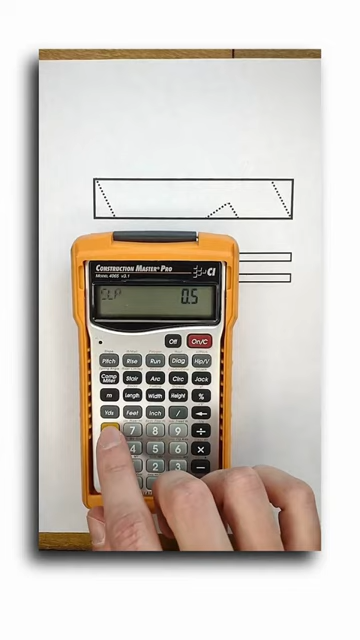 CONSTRUCTION MASTER® PRO
MODEL 4065 v3.1
CI
SLP 0.5
Off On/C
Pitch Rise Run Diag Hip/V
Comp Miter Stair Arc Circ Jack
m Length Width Height %
Yds Feet Inch / ←
7 8 9 ÷
4 5 6 ×
2 3 −